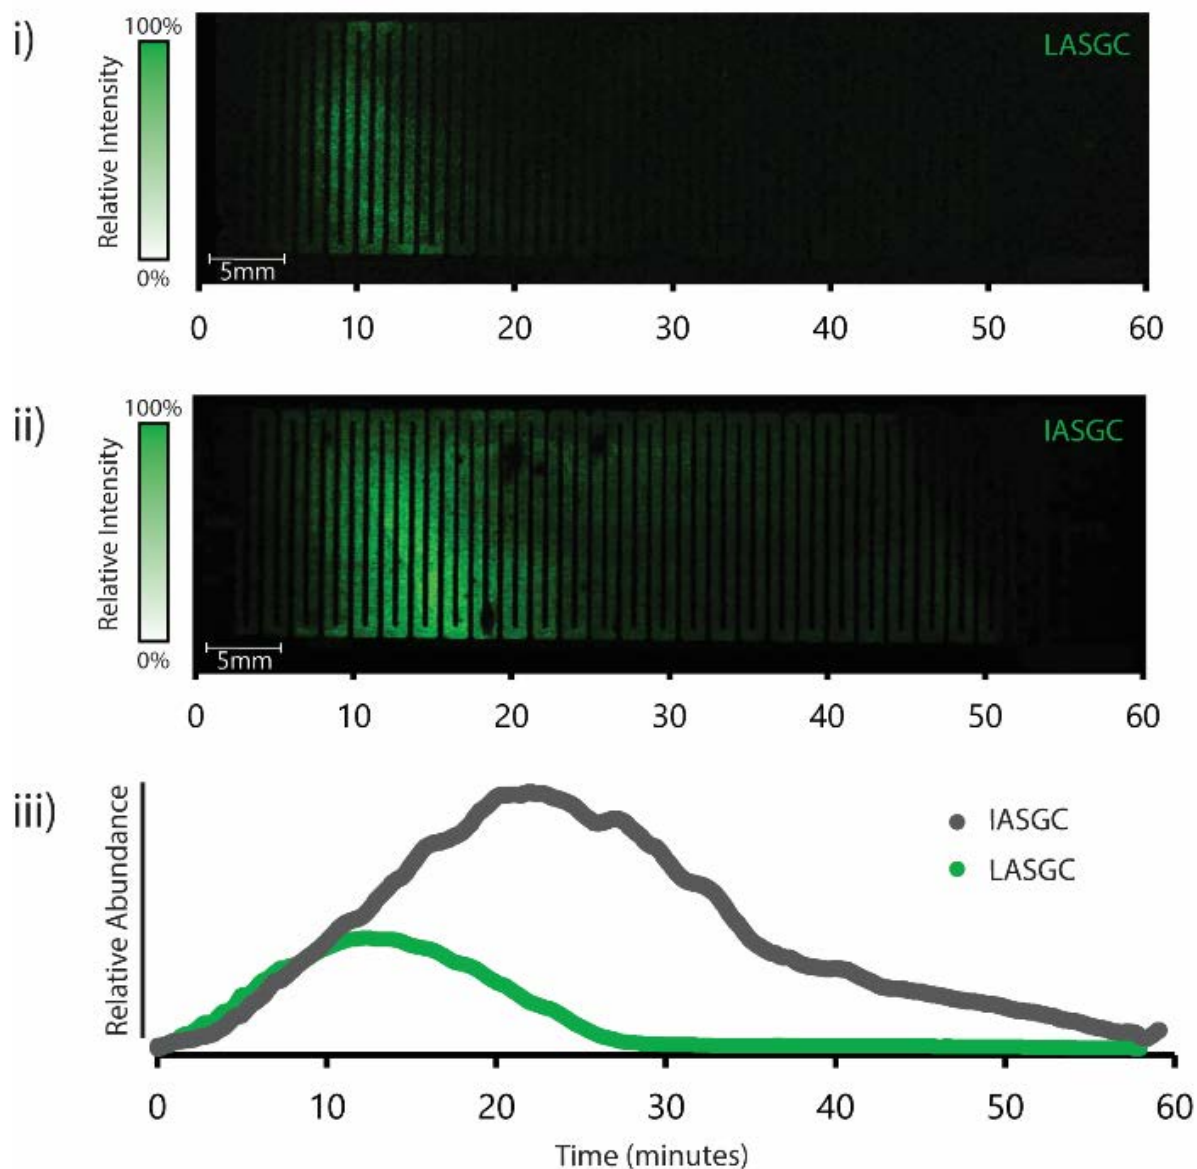 i)
100%
Relative Intensity
0%
LASGC
5mm
0 10 20 30 40 50 60
ii)
100%
Relative Intensity
0%
IASGC
5mm
0 10 20 30 40 50 60
iii)
Relative Abundance
IASGC
LASGC
0 10 20 30 40 50 60
Time (minutes)